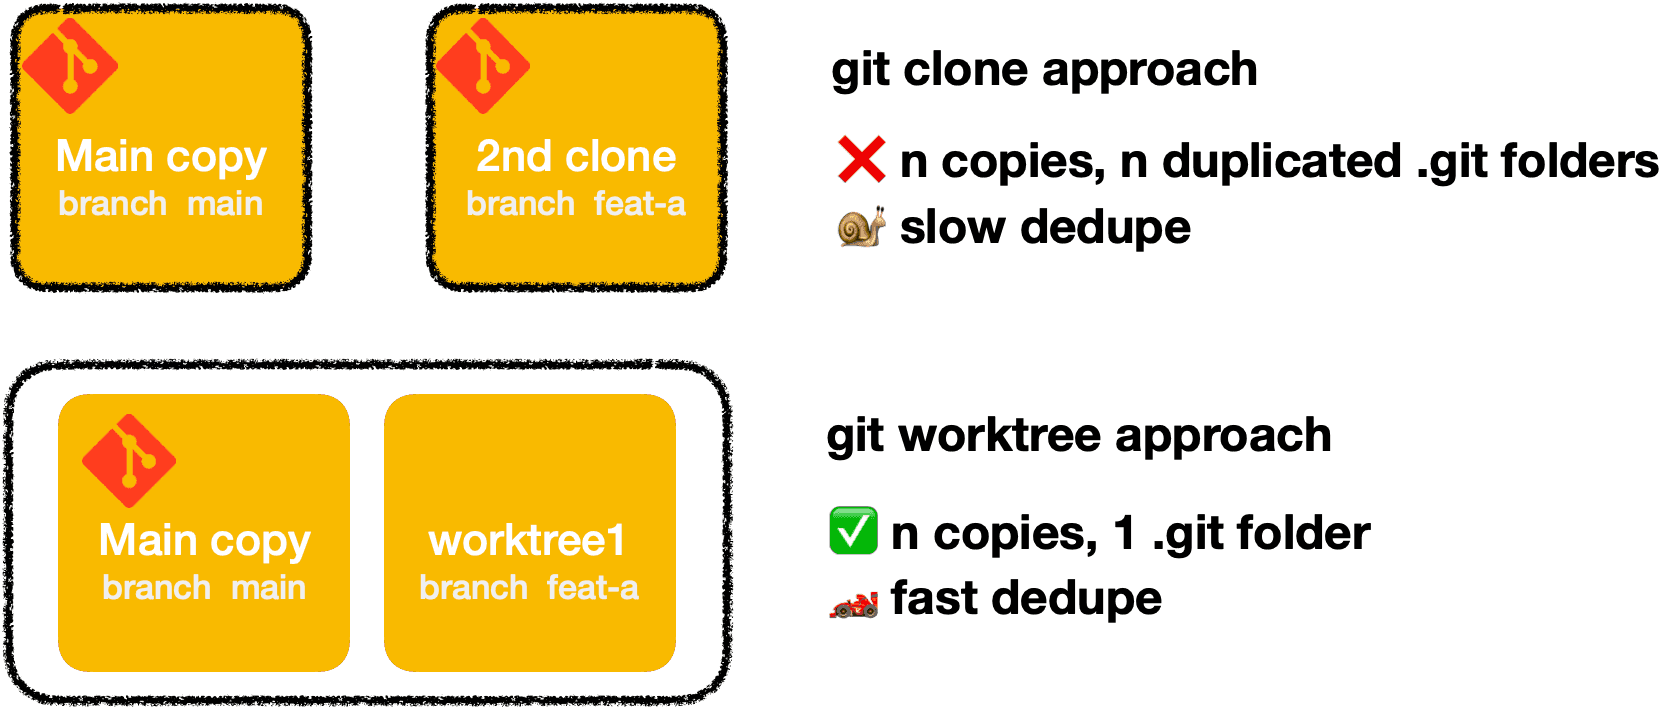 Main copy
branch main
2nd clone
branch feat-a
git clone approach
❌ n copies, n duplicated .git folders
🐌 slow dedupe
Main copy
branch main
worktree1
branch feat-a
git worktree approach
✅ n copies, 1 .git folder
🏎️ fast dedupe